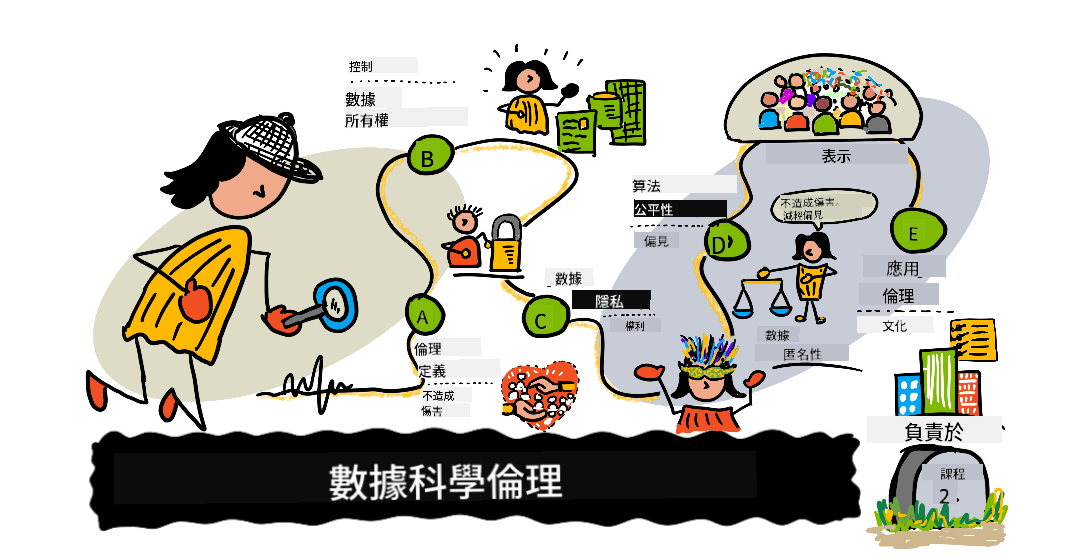 控制
數據
所有權
B
表示
算法
公平性
偏見
D
不造成傷害。
減輕偏見
E
應用
倫理
文化
數據
隱私
權利
C
A
倫理
定義
不造成
傷害
數據
匿名性
負責於
課程
2.
數據科學倫理